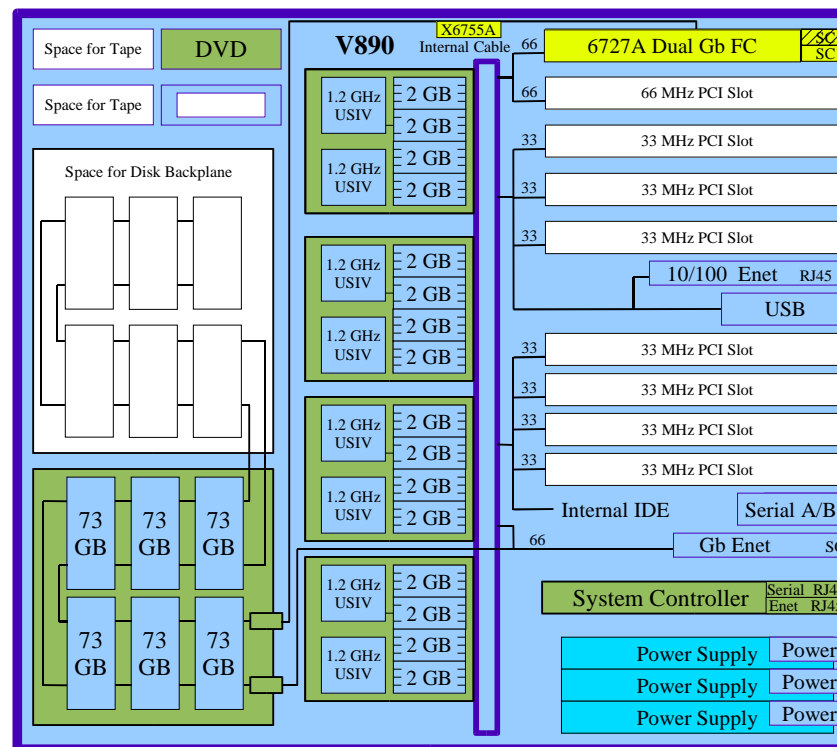 Space for Tape
DVD
Space for Tape
Space for Disk Backplane
73
GB
73
GB
73
GB
73
GB
73
GB
73
GB
V890
X6755A
Internal Cable
1.2 GHz
USIV
1.2 GHz
USIV
2 GB
2 GB
2 GB
2 GB
1.2 GHz
USIV
1.2 GHz
USIV
2 GB
2 GB
2 GB
2 GB
1.2 GHz
USIV
1.2 GHz
USIV
2 GB
2 GB
2 GB
2 GB
1.2 GHz
USIV
1.2 GHz
USIV
2 GB
2 GB
2 GB
2 GB
66
6727A Dual Gb FC
SC
SC
66
66 MHz PCI Slot
33
33 MHz PCI Slot
33
33 MHz PCI Slot
33
33 MHz PCI Slot
10/100 Enet RJ45
USB
33
33 MHz PCI Slot
33
33 MHz PCI Slot
33
33 MHz PCI Slot
33
33 MHz PCI Slot
Internal IDE
Serial A/B
66
Gb Enet
System Controller
Serial RJ4
Enet RJ4
Power Supply Power
Power Supply Power
Power Supply Power